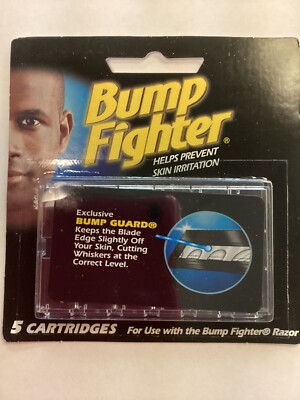 Bump
Fighter®
HELPS PREVENT
SKIN IRRITATION
Exclusive
BUMP GUARD®
Keeps the Blade
Edge Slightly Off
Your Skin, Cutting
Whiskers at the
Correct Level.
5 CARTRIDGES
For Use with the Bump Fighter® Razor